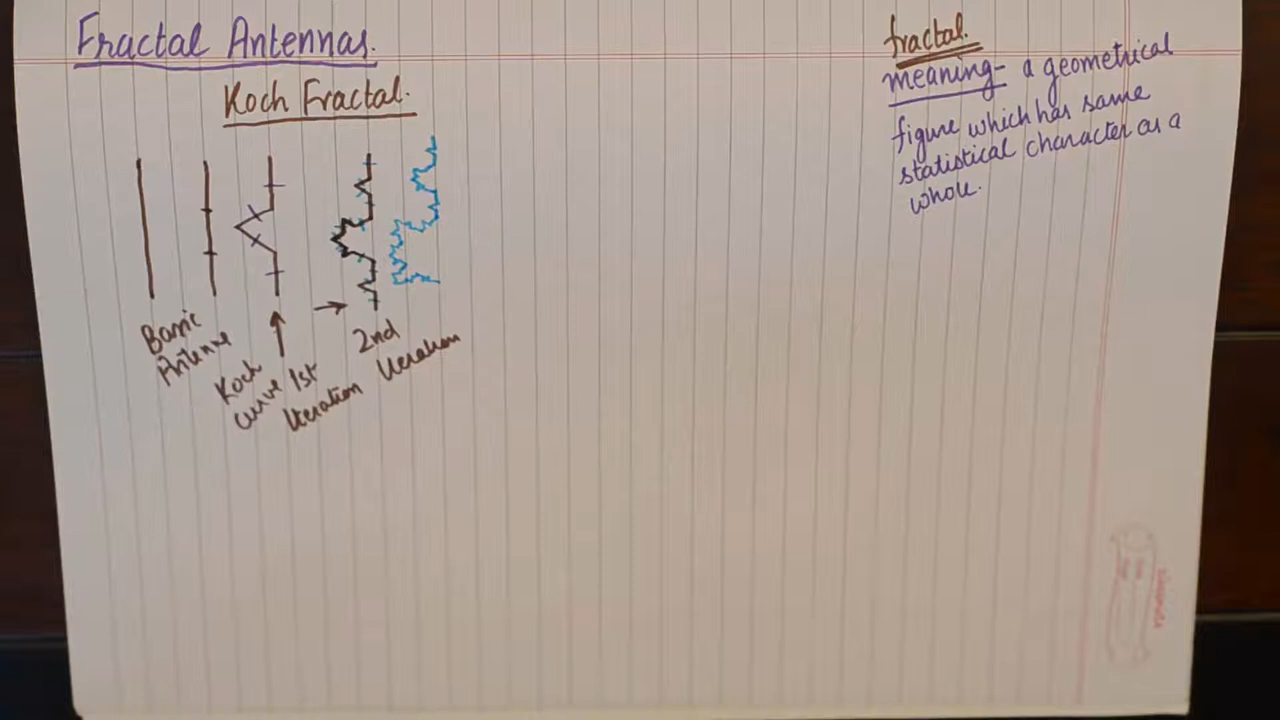 Fractal Antennas.
Koch Fractal.
Basic
Antenna
Koch
curve 1st
Iteration
2nd
Iteration
fractal.
meaning- a geometrical
figure which has same
statistical character as a
whole.